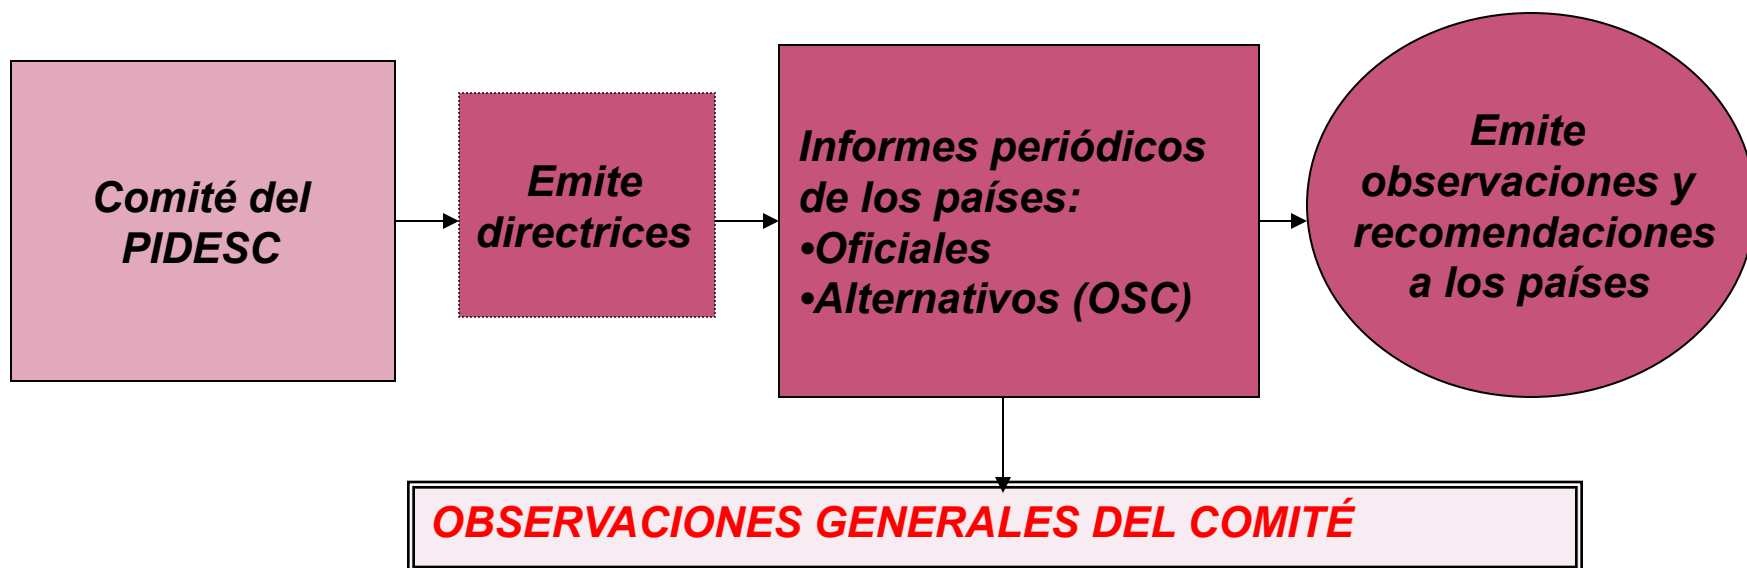 Comité del
PIDESC
Emite
directrices
Informes periódicos
de los países:
•Oficiales
•Alternativos (OSC)
Emite
observaciones y
recomendaciones
a los países
OBSERVACIONES GENERALES DEL COMITÉ